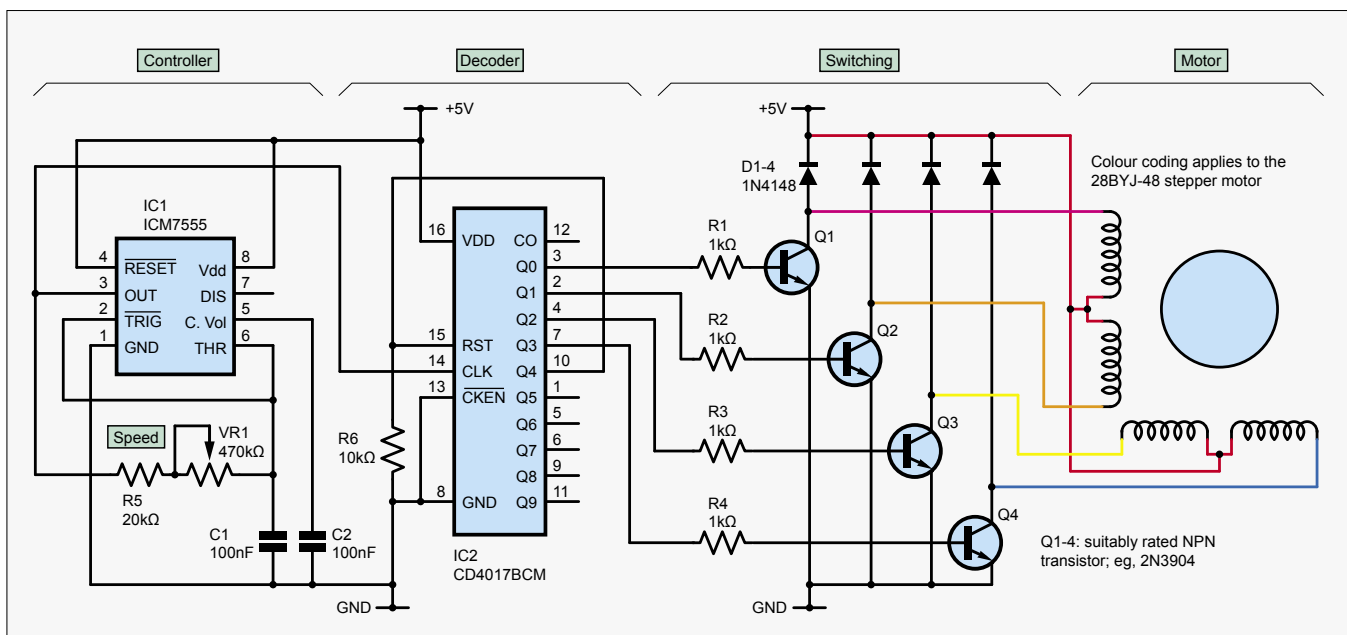 Controller
Decoder
Switching
Motor
+5V
+5V
D1-4
1N4148
Colour coding applies to the
28BYJ-48 stepper motor
IC1
ICM7555
4
RESET
Vdd
8
3
OUT
DIS
7
2
TRIG
C. Vol
5
1
GND
THR
6
Speed
VR1
470kΩ
R5
20kΩ
C1
100nF
C2
100nF
R6
10kΩ
16
VDD
CO
12
Q0
3
Q1
2
Q2
4
15
RST
Q3
7
14
CLK
Q4
10
13
CKEN
Q5
1
Q6
5
Q7
6
Q8
9
8
GND
Q9
11
IC2
CD4017BCM
GND
R1
1kΩ
Q1
R2
1kΩ
Q2
R3
1kΩ
Q3
R4
1kΩ
Q4
GND
Q1-4: suitably rated NPN
transistor; eg, 2N3904